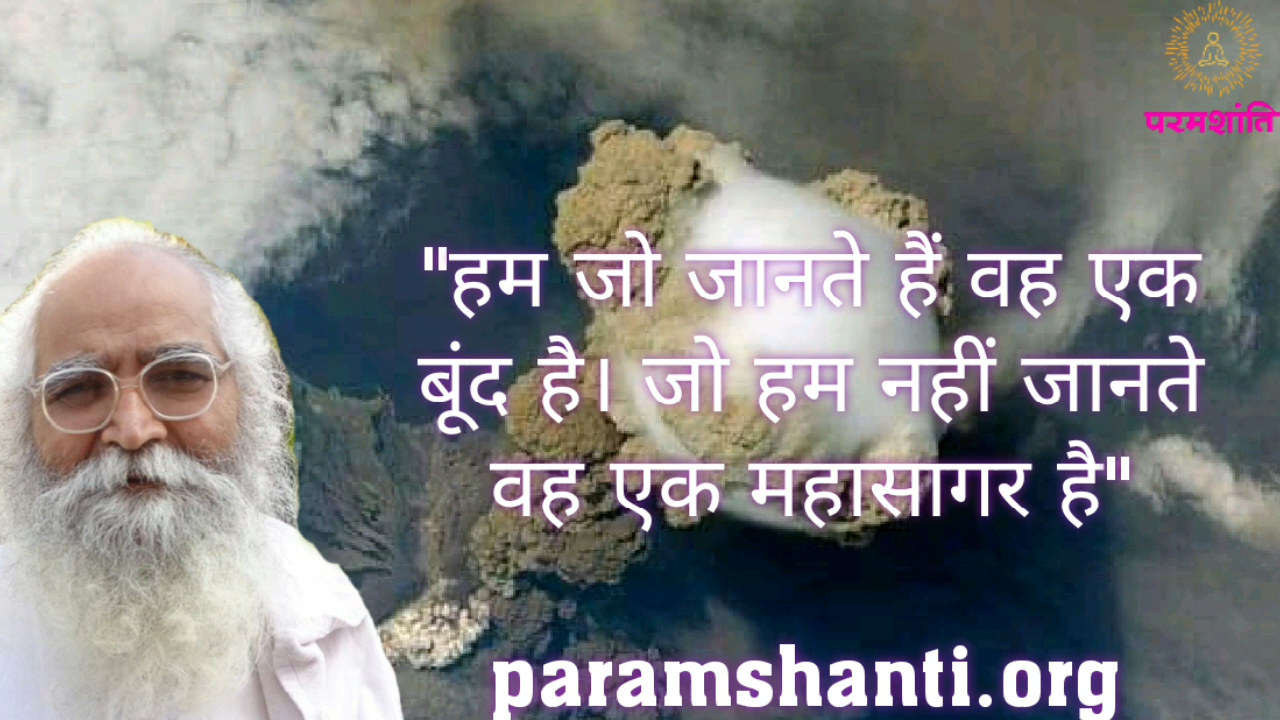 परमशांति
"हम जो जानते हैं वह एक
बूंद है। जो हम नहीं जानते
वह एक महासागर है"
paramshanti.org